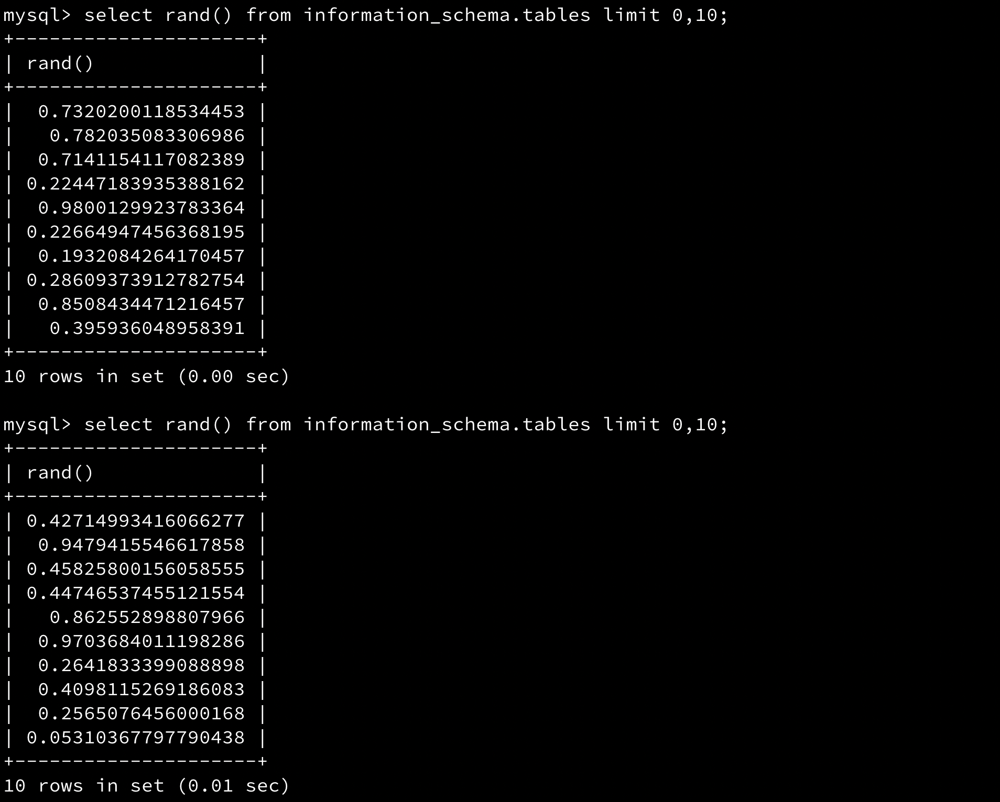 mysql> select rand() from information_schema.tables limit 0,10;
+---------------------+
| rand()              |
+---------------------+
|  0.7320200118534453 |
|   0.782035083306986 |
|  0.7141154117082389 |
| 0.22447183935388162 |
|  0.9800129923783364 |
| 0.22664947456368195 |
|  0.1932084264170457 |
| 0.28609373912782754 |
|  0.8508434471216457 |
|   0.395936048958391 |
+---------------------+
10 rows in set (0.00 sec)

mysql> select rand() from information_schema.tables limit 0,10;
+---------------------+
| rand()              |
+---------------------+
| 0.42714993416066277 |
|  0.9479415546617858 |
| 0.45825800156058555 |
| 0.44746537455121554 |
|   0.862552898807966 |
|  0.9703684011198286 |
|  0.2641833399088898 |
|  0.4098115269186083 |
|  0.2565076456000168 |
| 0.05310367797790438 |
+---------------------+
10 rows in set (0.01 sec)